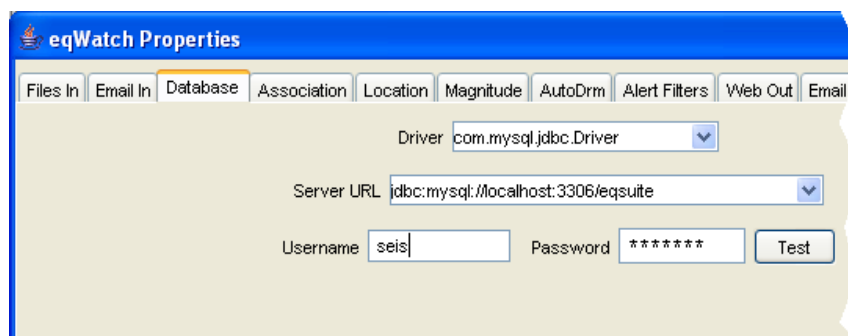 eqWatch Properties
Files In Email In Database Association Location Magnitude AutoDrm Alert Filters Web Out Email
Driver com.mysql.jdbc.Driver
Server URL jdbc:mysql://localhost:3306/eqsuite
Username seis Password ******* Test